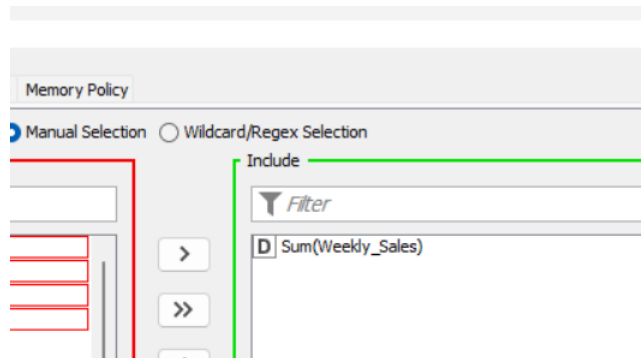 Memory Policy
Manual Selection Wildcard/Regex Selection
Include
Filter
D Sum(Weekly_Sales)
>
>>